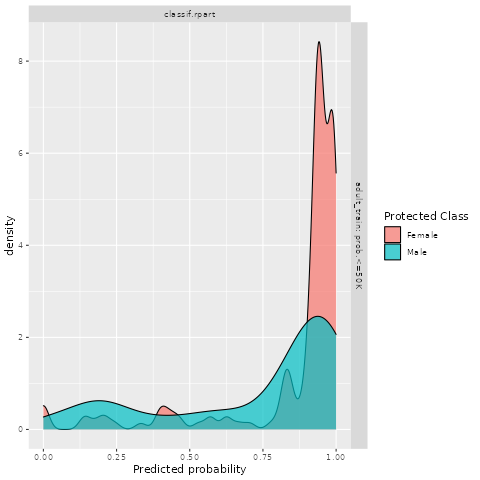 classif.rpart
adult_train: prob.<=50K
density
8
6
4
2
0
0.00 0.25 0.50 0.75 1.00
Predicted probability
Protected Class
Female
Male